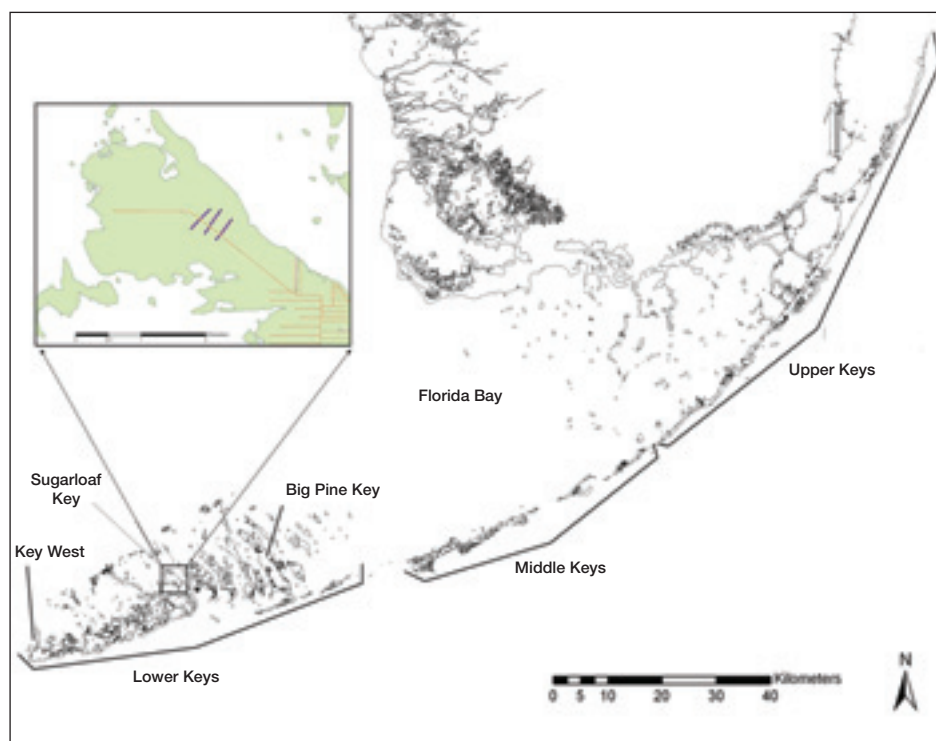 Upper Keys
Florida Bay
Sugarloaf
Key
Big Pine Key
Key West
Middle Keys
Lower Keys
N
Kilometers
0 5 10 20 30 40